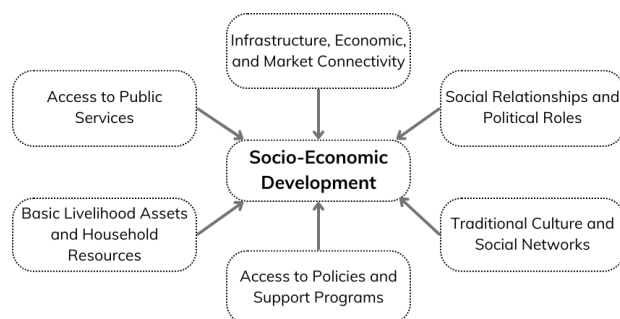 Infrastructure, Economic,
and Market Connectivity
Access to Public
Services
Social Relationships and
Political Roles
Socio-Economic
Development
Basic Livelihood Assets
and Household
Resources
Traditional Culture and
Social Networks
Access to Policies and
Support Programs